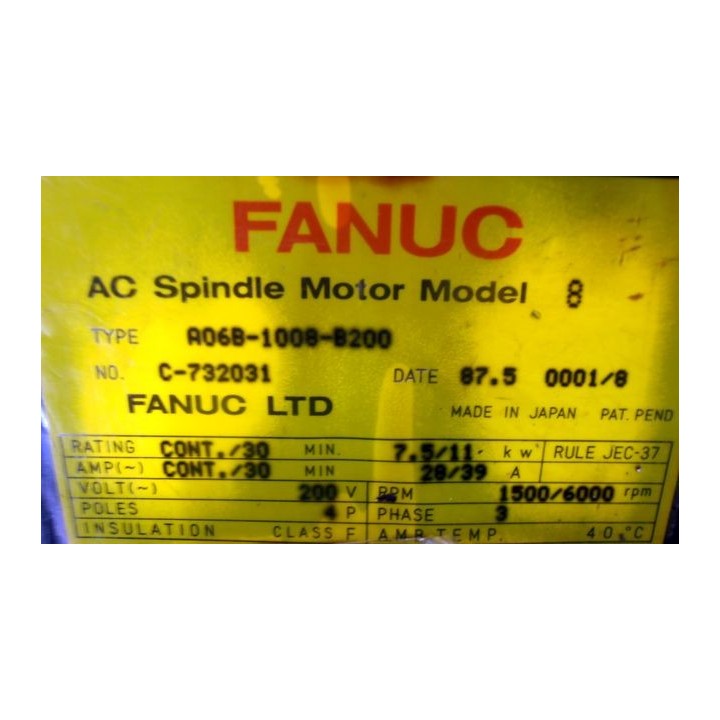 FANUC
AC Spindle Motor Model 8
TYPE A06B-1008-B200
NO. C-732031 DATE 87.5 0001/8
FANUC LTD MADE IN JAPAN PAT. PEND
RATING CONT./30 MIN. 7.5/11 kw RULE JEC-37
AMP(~) CONT./30 MIN 28/39 A
VOLT(~) 200 V RPM 1500/6000 rpm
POLES 4 P PHASE 3
INSULATION CLASS F AMB TEMP. 40 °C